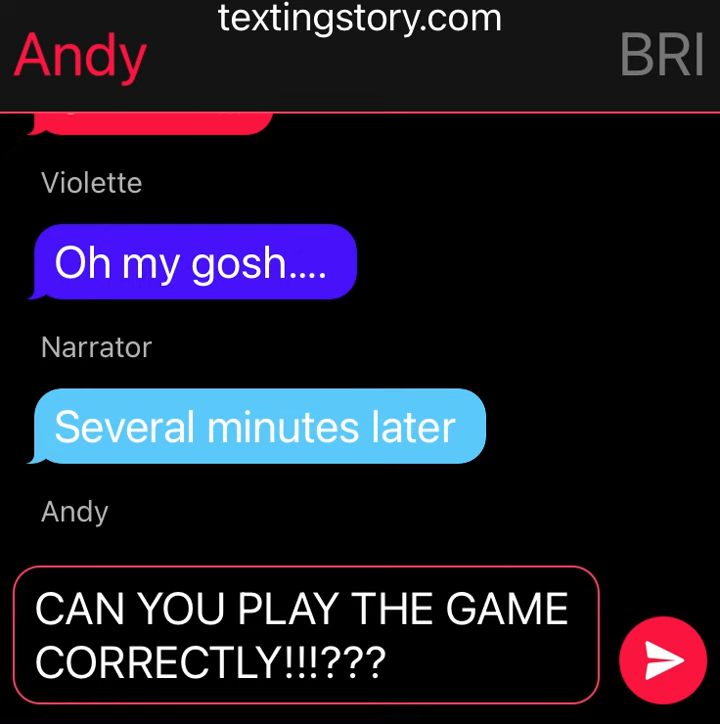 textingstory.com
Andy
BRI
Violette
Oh my gosh....
Narrator
Several minutes later
Andy
CAN YOU PLAY THE GAME
CORRECTLY!!!???